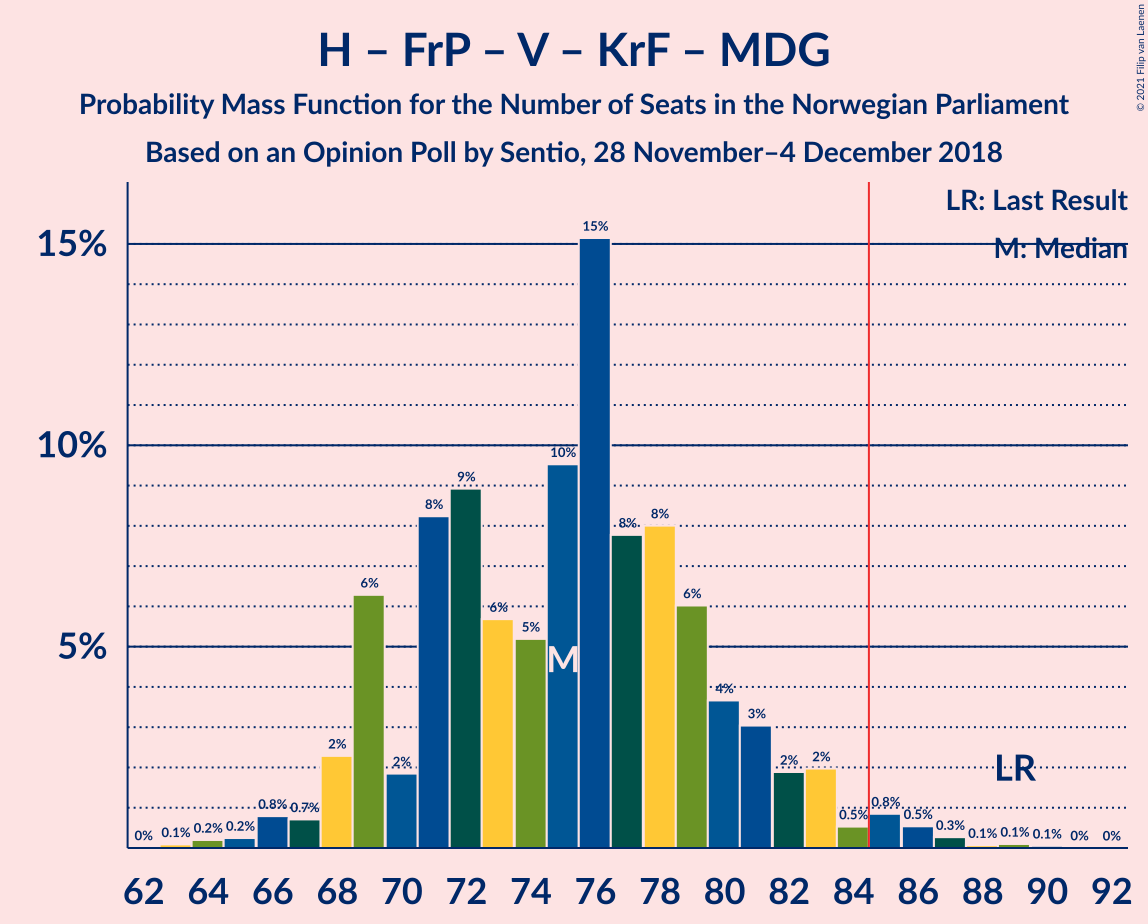 H – FrP – V – KrF – MDG
Probability Mass Function for the Number of Seats in the Norwegian Parliament
Based on an Opinion Poll by Sentio, 28 November–4 December 2018
© 2021 Filip van Laenen
LR: Last Result
M: Median
15%
10%
5%
0% 0.1% 0.2% 0.2% 0.8% 0.7% 2% 6% 2% 8% 9% 6% 5% 10% 15% 8% 8% 6% 4% 3% 2% 2% 0.5% 0.8% 0.5% 0.3% 0.1% 0.1% 0.1% 0% 0%
M
LR
62 64 66 68 70 72 74 76 78 80 82 84 86 88 90 92